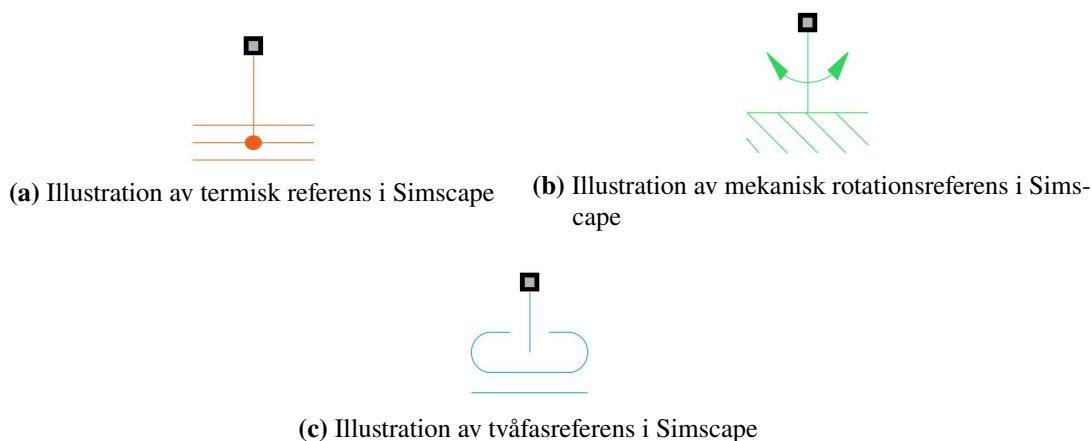 (a) Illustration av termisk referens i Simscape
(b) Illustration av mekanisk rotationsreferens i Sims-
cape
(c) Illustration av tvåfasreferens i Simscape